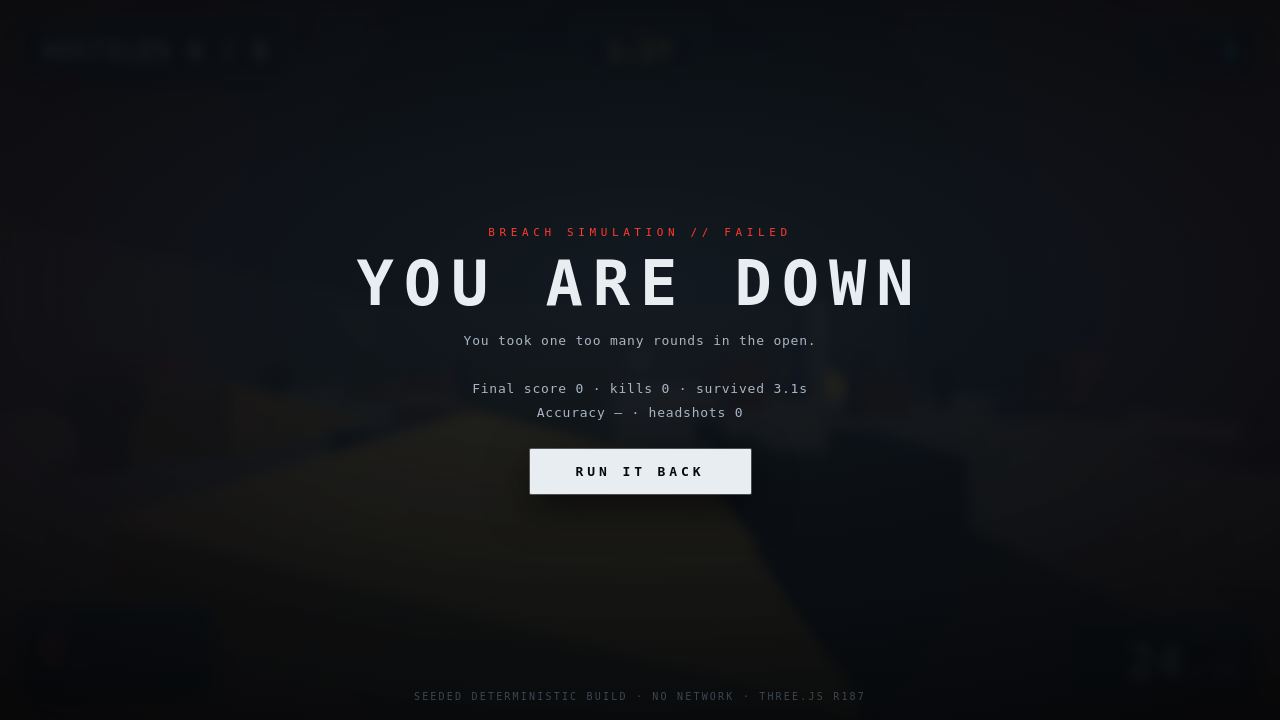 BREACH SIMULATION // FAILED
YOU ARE DOWN
You took one too many rounds in the open.
Final score 0 · kills 0 · survived 3.1s
Accuracy — · headshots 0
RUN IT BACK
24
SEEDED DETERMINISTIC BUILD · NO NETWORK · THREE.JS R187